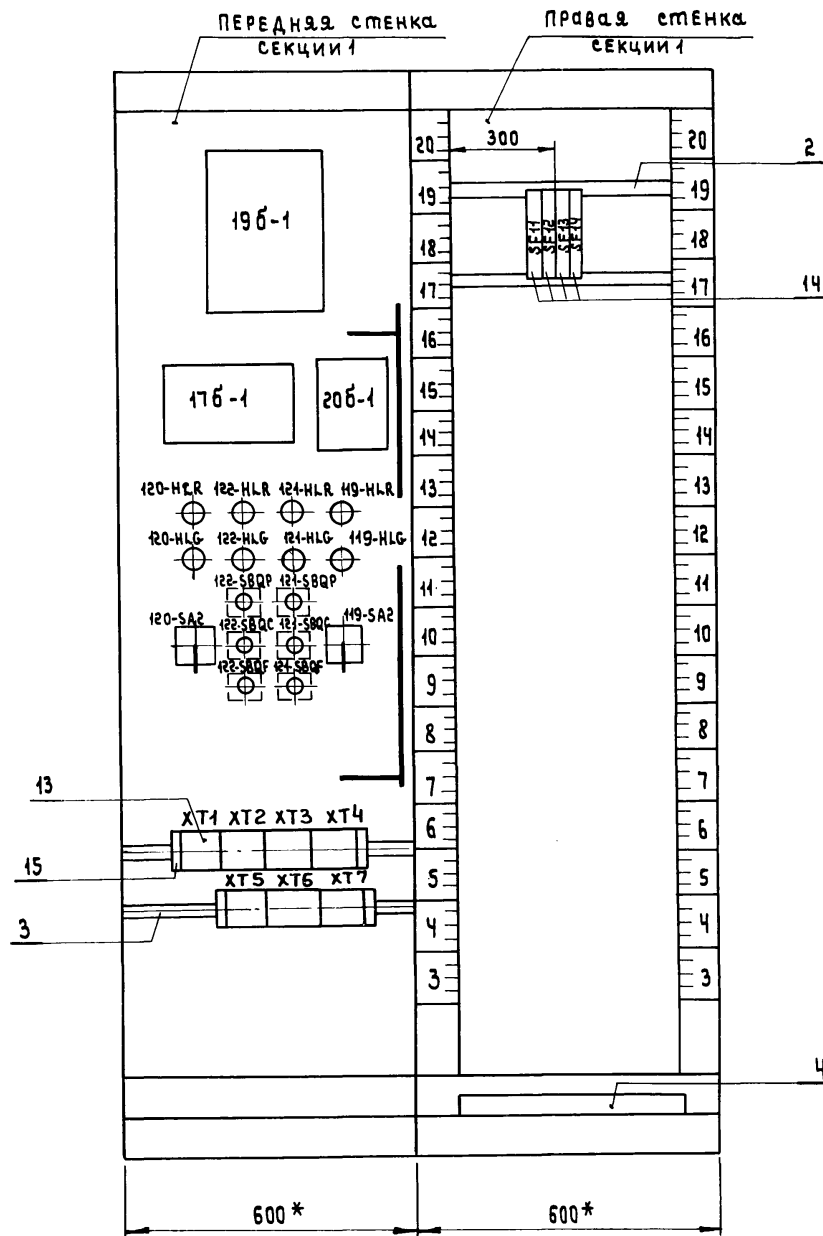 ПЕРЕДНЯЯ СТЕНКА
СЕКЦИИ 1
ПРАВАЯ СТЕНКА
СЕКЦИИ 1
300
2
20
20
19
19
19б-1
SF11
SF12
SF13
SF14
18
18
14
17
17
16
16
17б-1
20б-1
15
15
14
14
120-HLR 122-HLR 121-HLR 119-HLR
13
13
120-HLG 122-HLG 121-HLG 119-HLG
12
12
122-SBQP 121-SBQP
11
11
120-SA2 122-SBQC 121-SBQC 119-SA2
10
10
122-SBQF 121-SBQF
9
9
8
8
7
7
13
XT1 XT2 XT3 XT4
6
6
15
XT5 XT6 XT7
5
5
3
4
4
3
3
4
600*
600*